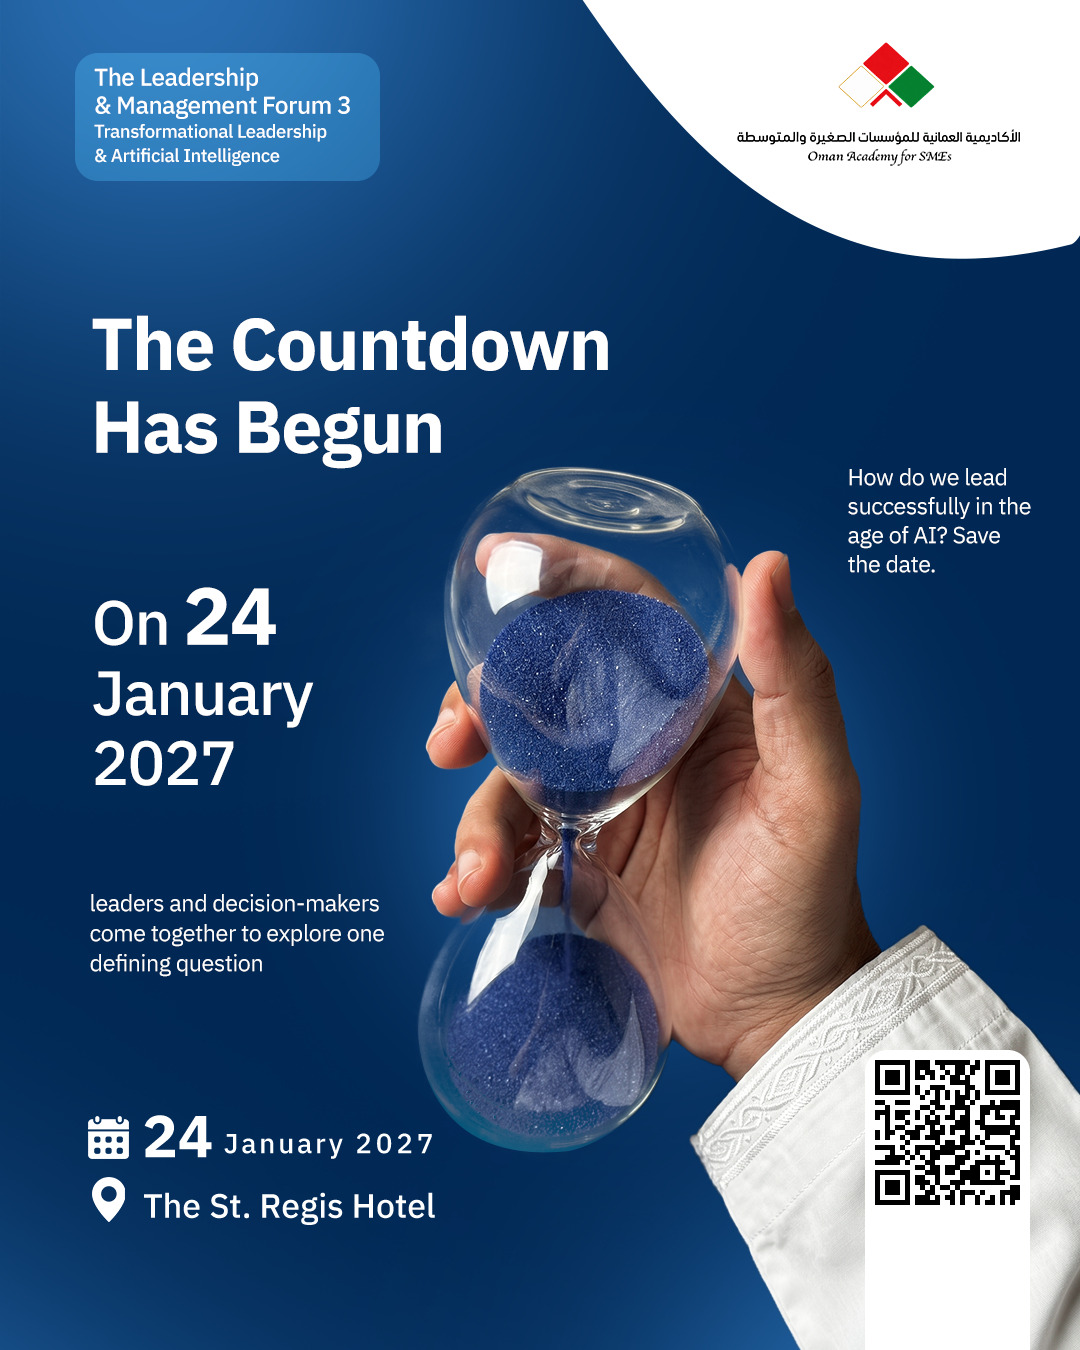 The Leadership
& Management Forum 3
Transformational Leadership
& Artificial Intelligence
الأكاديمية العمانية للمؤسسات الصغيرة والمتوسطة
Oman Academy for SMEs
The Countdown
Has Begun
How do we lead
successfully in the
age of AI? Save
the date.
On 24
January
2027
leaders and decision-makers
come together to explore one
defining question
24 January 2027
The St. Regis Hotel